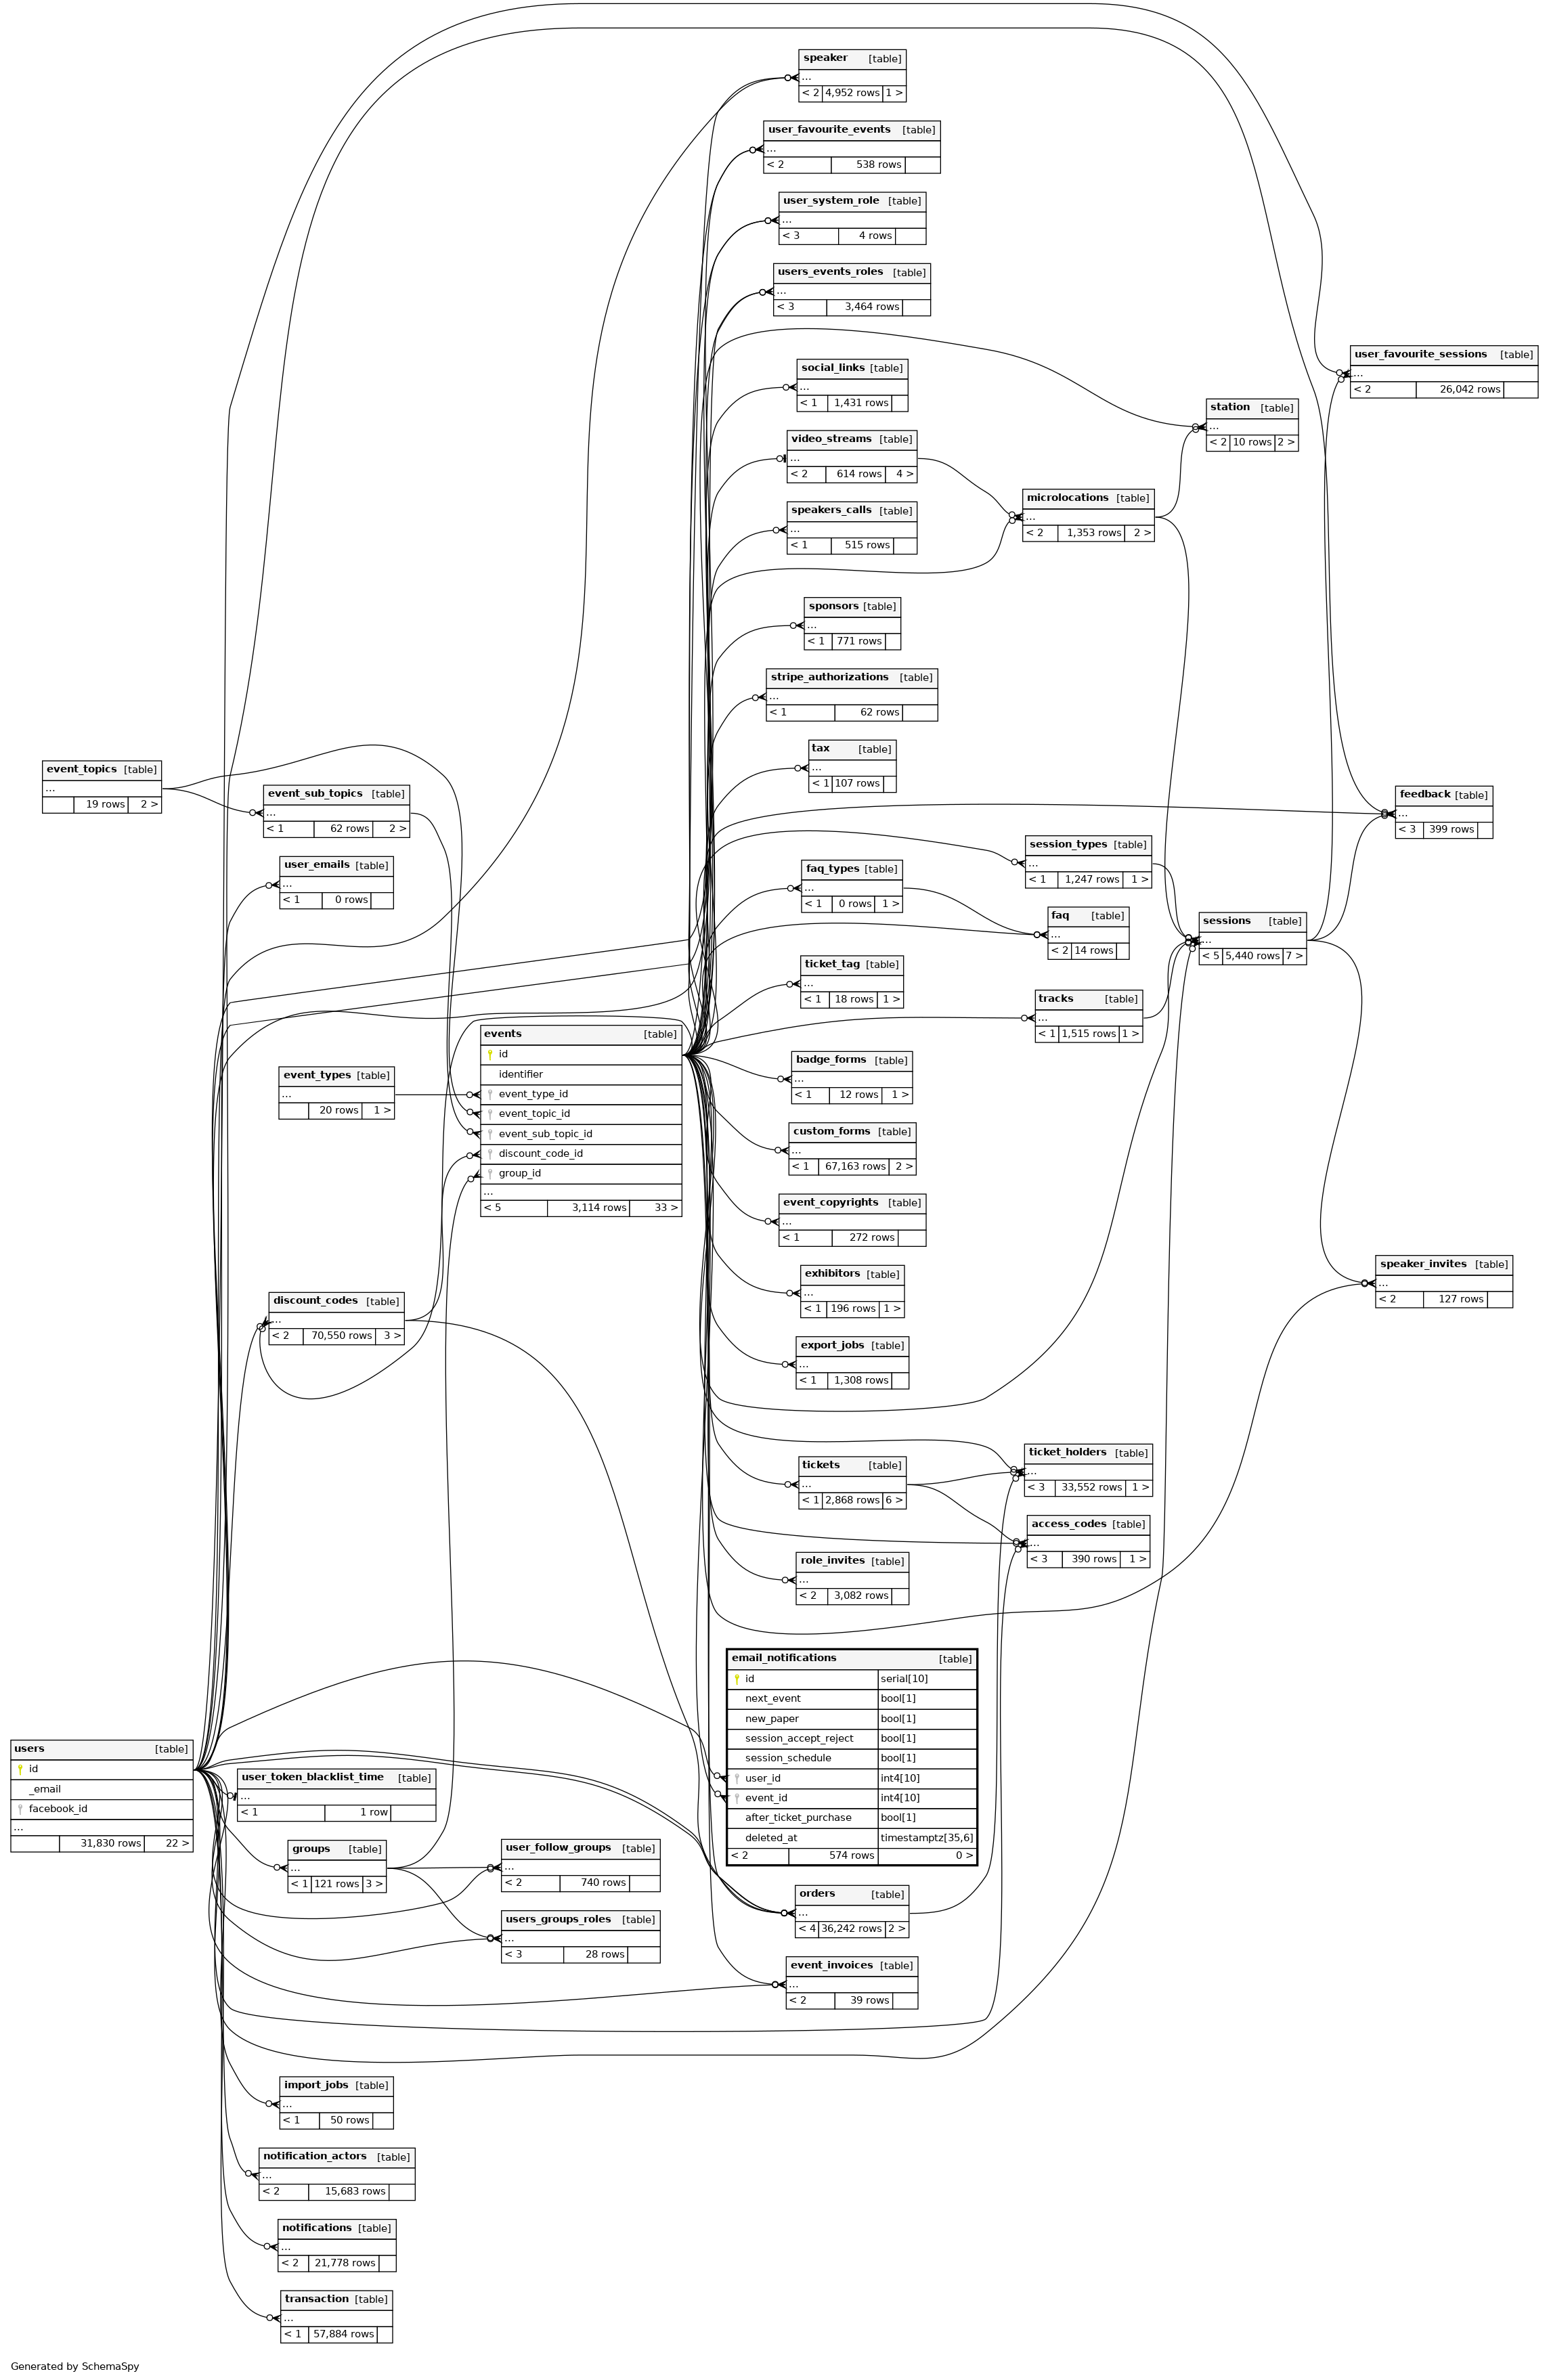 speaker [table]
...
< 2 4,952 rows 1 >
user_favourite_events [table]
...
< 2 538 rows
user_system_role [table]
...
< 3 4 rows
users_events_roles [table]
...
< 3 3,464 rows
social_links [table]
...
< 1 1,431 rows
video_streams [table]
...
< 2 614 rows 4 >
speakers_calls [table]
...
< 1 515 rows
sponsors [table]
...
< 1 771 rows
stripe_authorizations [table]
...
< 1 62 rows
tax [table]
...
< 1 107 rows
faq_types [table]
...
< 1 0 rows 1 >
ticket_tag [table]
...
< 1 18 rows 1 >
badge_forms [table]
...
< 1 12 rows 1 >
custom_forms [table]
...
< 1 67,163 rows 2 >
event_copyrights [table]
...
< 1 272 rows
exhibitors [table]
...
< 1 196 rows 1 >
export_jobs [table]
...
< 1 1,308 rows
tickets [table]
...
< 1 2,868 rows 6 >
role_invites [table]
...
< 2 3,082 rows
email_notifications [table]
id serial[10]
next_event bool[1]
new_paper bool[1]
session_accept_reject bool[1]
session_schedule bool[1]
user_id int4[10]
event_id int4[10]
after_ticket_purchase bool[1]
deleted_at timestamptz[35,6]
< 2 574 rows 0 >
orders [table]
...
< 4 36,242 rows 2 >
event_invoices [table]
...
< 2 39 rows
user_favourite_sessions [table]
...
< 2 26,042 rows
station [table]
...
< 2 10 rows 2 >
microlocations [table]
...
< 2 1,353 rows 2 >
feedback [table]
...
< 3 399 rows
session_types [table]
...
< 1 1,247 rows 1 >
faq [table]
...
< 2 14 rows
sessions [table]
...
< 5 5,440 rows 7 >
tracks [table]
...
< 1 1,515 rows 1 >
speaker_invites [table]
...
< 2 127 rows
ticket_holders [table]
...
< 3 33,552 rows 1 >
access_codes [table]
...
< 3 390 rows 1 >
event_topics [table]
...
19 rows 2 >
event_sub_topics [table]
...
< 1 62 rows 2 >
user_emails [table]
...
< 1 0 rows
event_types [table]
...
20 rows 1 >
events [table]
id
identifier
event_type_id
event_topic_id
event_sub_topic_id
discount_code_id
group_id
...
< 5 3,114 rows 33 >
discount_codes [table]
...
< 2 70,550 rows 3 >
users [table]
id
_email
facebook_id
...
31,830 rows 22 >
user_token_blacklist_time [table]
...
< 1 1 row
groups [table]
...
< 1 121 rows 3 >
user_follow_groups [table]
...
< 2 740 rows
users_groups_roles [table]
...
< 3 28 rows
import_jobs [table]
...
< 1 50 rows
notification_actors [table]
...
< 2 15,683 rows
notifications [table]
...
< 2 21,778 rows
transaction [table]
...
< 1 57,884 rows
Generated by SchemaSpy